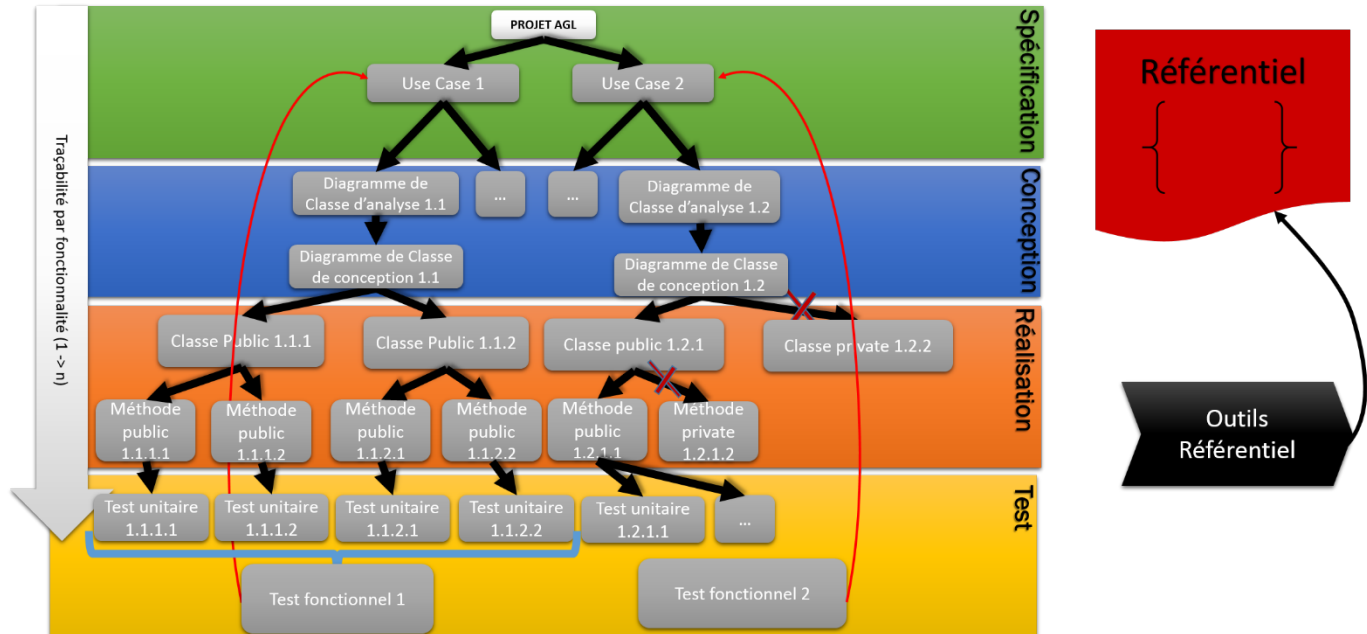 PROJET AGL
Spécification
Use Case 1
Use Case 2
Référentiel
{ }
Traçabilité par fonctionnalité (1 -> n)
Conception
Diagramme de
Classe d'analyse 1.1
...
...
Diagramme de
Classe d'analyse 1.2
Diagramme de Classe
de conception 1.1
Diagramme de Classe
de conception 1.2
Réalisation
Classe Public 1.1.1
Classe Public 1.1.2
Classe public 1.2.1
Classe private 1.2.2
Méthode
public
1.1.1.1
Méthode
public
1.1.1.2
Méthode
public
1.1.2.1
Méthode
public
1.1.2.2
Méthode
public
1.2.1.1
Méthode
private
1.2.1.2
Outils
Référentiel
Test
Test unitaire
1.1.1.1
Test unitaire
1.1.1.2
Test unitaire
1.1.2.1
Test unitaire
1.1.2.2
Test unitaire
1.2.1.1
...
Test fonctionnel 1
Test fonctionnel 2